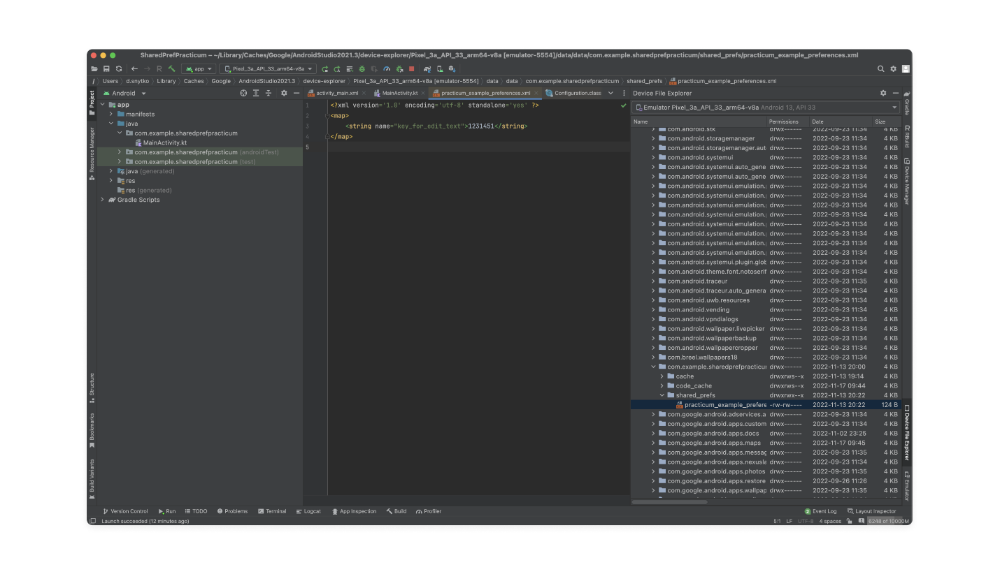 SharedPrefPracticum – ~/Library/Caches/Google/AndroidStudio2021.3/device-explorer/Pixel_3a_API_33_arm64-v8a [emulator-5554]/data/data/com.example.sharedprefpracticum/shared_prefs/practicum_example_preferences.xml
app Pixel_3a_API_33_arm64-v8a
/ Users d.snytko Library Caches Google AndroidStudio2021.3 device-explorer Pixel_3a_API_33_arm64-v8a [emulator-5554] data data com.example.sharedprefpracticum shared_prefs practicum_example_preferences.xml
Project
Resource Manager
Structure
Bookmarks
Build Variants
Android
app
manifests
java
com.example.sharedprefpracticum
MainActivity.kt
com.example.sharedprefpracticum (androidTest)
com.example.sharedprefpracticum (test)
java (generated)
res
res (generated)
Gradle Scripts
activity_main.xml MainActivity.kt practicum_example_preferences.xml Configuration.class
1 <?xml version='1.0' encoding='utf-8' standalone='yes' ?>
2 <map>
3 <string name="key_for_edit_text">1231451</string>
4 </map>
5
Device File Explorer
Emulator Pixel_3a_API_33_arm64-v8a Android 13, API 33
Name Permissions Date Size
com.android.stk drwx------ 2022-09-23 11:34 4 KB
com.android.storagemanager drwx------ 2022-09-23 11:34 4 KB
com.android.storagemanager.aut drwx------ 2022-09-23 11:34 4 KB
com.android.systemui drwx------ 2022-09-23 11:34 4 KB
com.android.systemui.auto_gene drwx------ 2022-09-23 11:34 4 KB
com.android.systemui.auto_gene drwx------ 2022-09-23 11:34 4 KB
com.android.systemui.emulation. drwx------ 2022-09-23 11:34 4 KB
com.android.systemui.emulation. drwx------ 2022-09-23 11:34 4 KB
com.android.systemui.emulation. drwx------ 2022-09-23 11:34 4 KB
com.android.systemui.emulation. drwx------ 2022-09-23 11:34 4 KB
com.android.systemui.emulation. drwx------ 2022-09-23 11:34 4 KB
com.android.systemui.emulation. drwx------ 2022-09-23 11:34 4 KB
com.android.systemui.emulation. drwx------ 2022-09-23 11:34 4 KB
com.android.systemui.emulation. drwx------ 2022-09-23 11:34 4 KB
com.android.systemui.plugin.glob drwx------ 2022-09-23 11:34 4 KB
com.android.theme.font.notoserif drwx------ 2022-09-23 11:34 4 KB
com.android.traceur drwx------ 2022-09-23 11:35 4 KB
com.android.traceur.auto_genera drwx------ 2022-09-23 11:34 4 KB
com.android.uwb.resources drwx------ 2022-09-23 11:34 4 KB
com.android.vending drwx------ 2022-09-23 11:34 4 KB
com.android.vpndialogs drwx------ 2022-09-23 11:34 4 KB
com.android.wallpaper.livepicker drwx------ 2022-09-23 11:34 4 KB
com.android.wallpaperbackup drwx------ 2022-09-23 11:34 4 KB
com.android.wallpapercropper drwx------ 2022-09-23 11:34 4 KB
com.breel.wallpapers18 drwx------ 2022-09-23 11:34 4 KB
com.example.sharedprefpracticu drwx------ 2022-11-13 20:00 4 KB
cache drwxrws--x 2022-11-13 19:14 4 KB
code_cache drwxrws--x 2022-11-17 09:44 4 KB
shared_prefs drwxrwx--x 2022-11-13 20:22 4 KB
practicum_example_prefere -rw-rw---- 2022-11-13 20:22 124 B
com.google.android.adservices.a drwx------ 2022-09-23 11:34 4 KB
com.google.android.apps.custom drwx------ 2022-09-23 11:34 4 KB
com.google.android.apps.docs drwx------ 2022-11-02 23:25 4 KB
com.google.android.apps.maps drwx------ 2022-11-17 09:45 4 KB
com.google.android.apps.messag drwx------ 2022-09-23 11:35 4 KB
com.google.android.apps.nexusla drwx------ 2022-09-23 11:34 4 KB
com.google.android.apps.photos drwx------ 2022-09-23 11:35 4 KB
com.google.android.apps.restore drwx------ 2022-09-26 11:26 4 KB
com.google.android.apps.wallpap drwx------ 2022-09-23 11:35 4 KB
Gradle
RBuild
Device Manager
Device File Explorer
Emulator
Version Control Run TODO Problems Terminal Logcat App Inspection Build Profiler 2 Event Log Layout Inspector
Launch succeeded (12 minutes ago) 5:1 LF UTF-8 4 spaces 6248 of 10000M